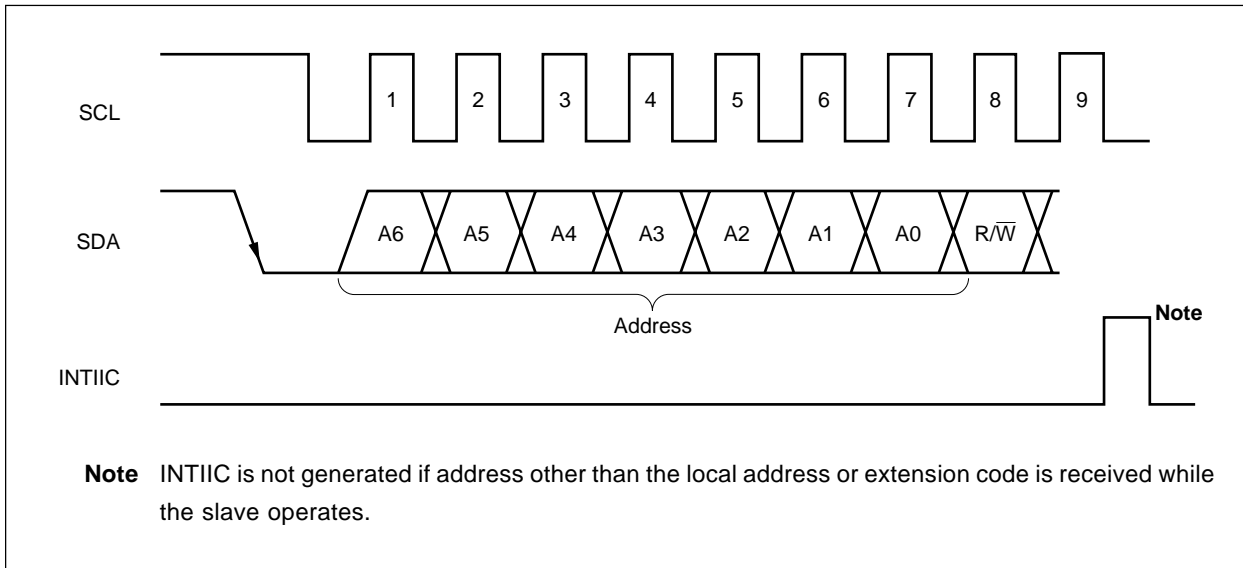 SCL
1 2 3 4 5 6 7 8 9
SDA
A6 A5 A4 A3 A2 A1 A0 R/W̅
Address
Note
INTIIC
Note INTIIC is not generated if address other than the local address or extension code is received while
the slave operates.